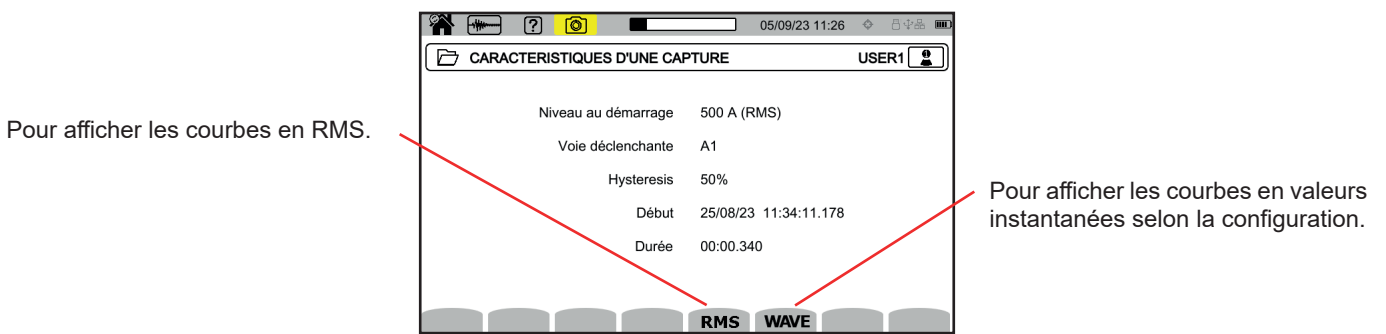 ?
05/09/23 11:26
CARACTERISTIQUES D'UNE CAPTURE
USER1
Niveau au démarrage 500 A (RMS)
Voie déclenchante A1
Hysteresis 50%
Début 25/08/23 11:34:11.178
Durée 00:00.340
RMS WAVE
Pour afficher les courbes en RMS.
Pour afficher les courbes en valeurs
instantanées selon la configuration.